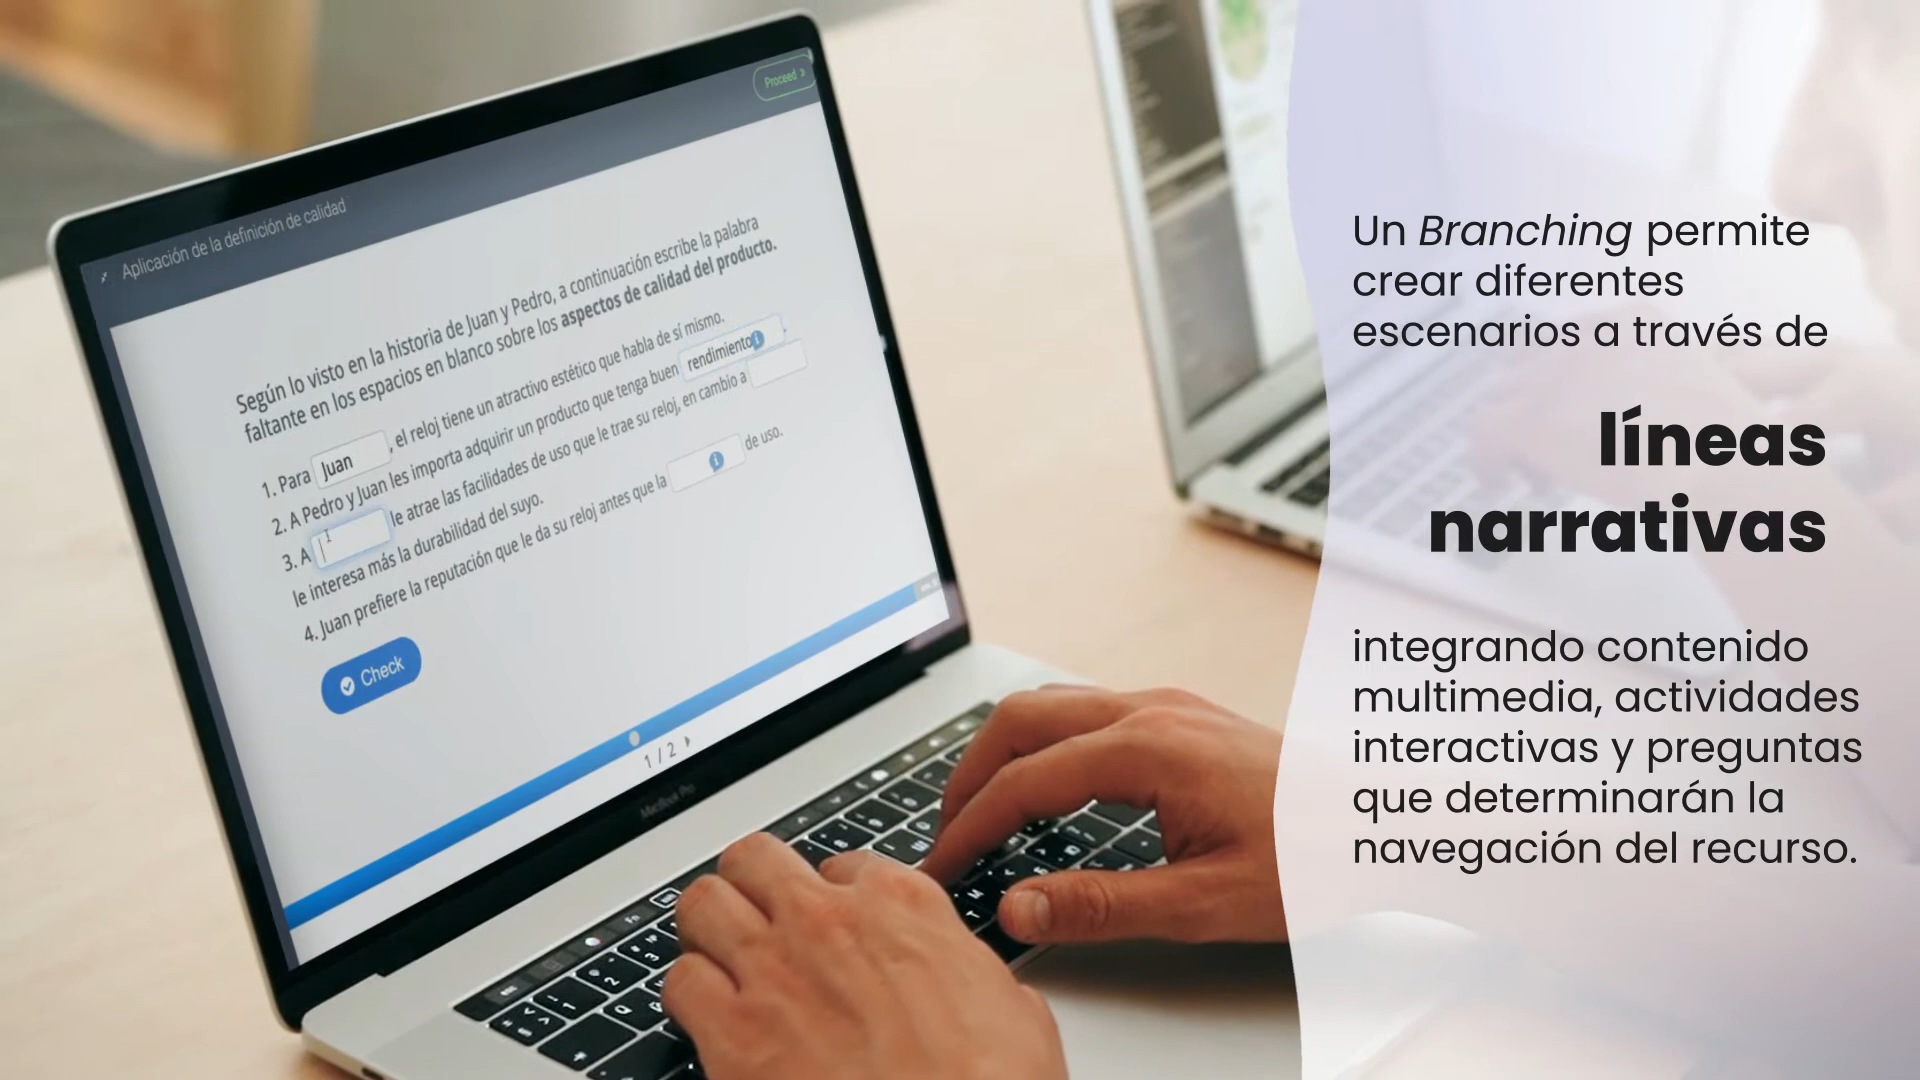 Proceed »
Aplicación de la definición de calidad
Según lo visto en la historia de Juan y Pedro, a continuación escribe la palabra
faltante en los espacios en blanco sobre los aspectos de calidad del producto.
1. Para Juan , el reloj tiene un atractivo estético que habla de sí mismo.
2. A Pedro y Juan les importa adquirir un producto que tenga buen rendimiento .
3. A le atrae las facilidades de uso que le trae su reloj, en cambio a
le interesa más la durabilidad del suyo.
4. Juan prefiere la reputación que le da su reloj antes que la de uso.
Check
1 / 2
MacBook Pro
Un Branching permite
crear diferentes
escenarios a través de
líneas
narrativas
integrando contenido
multimedia, actividades
interactivas y preguntas
que determinarán la
navegación del recurso.